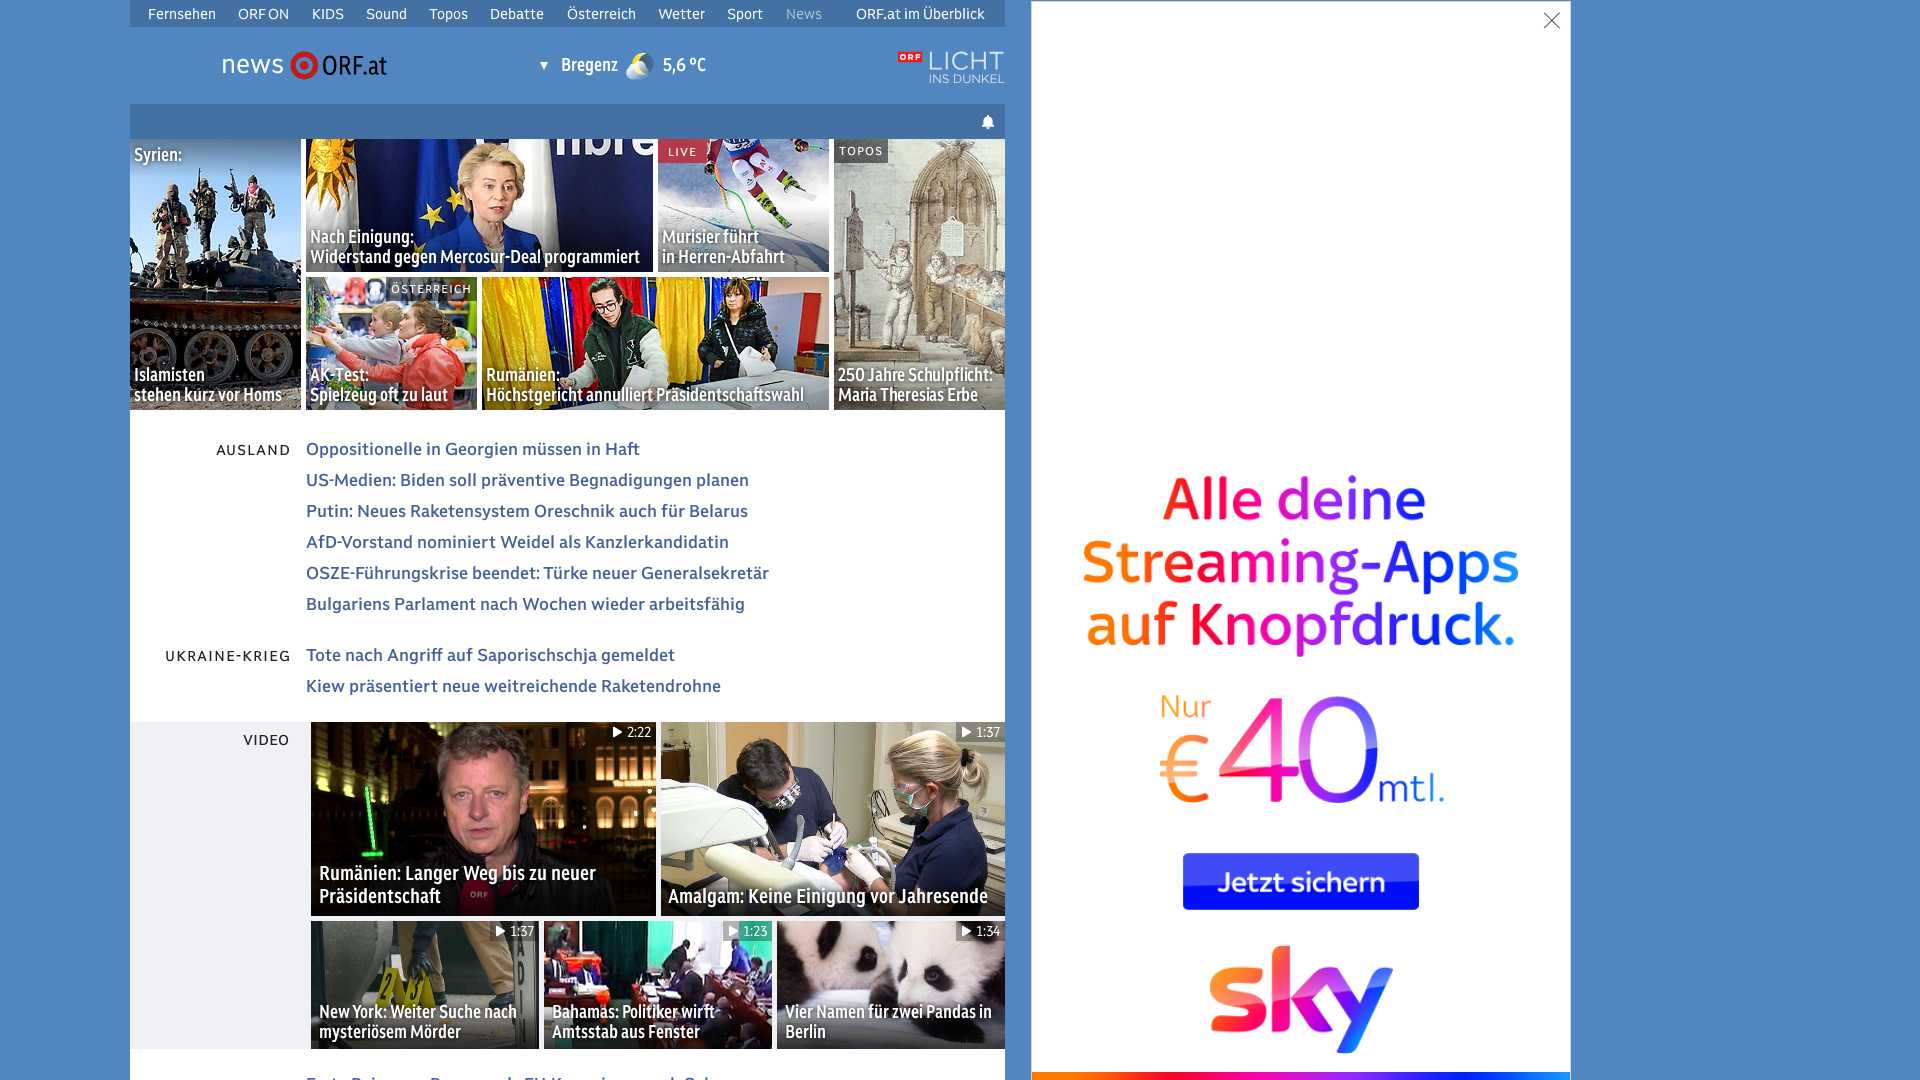 Fernsehen ORF ON KIDS Sound Topos Debatte Österreich Wetter Sport News ORF.at im Überblick
news ORF.at
Bregenz 5,6 °C
ORF LICHT
INS DUNKEL
Syrien:
Islamisten
stehen kurz vor Homs
Nach Einigung:
Widerstand gegen Mercosur-Deal programmiert
LIVE
Murisier führt
in Herren-Abfahrt
TOPOS
250 Jahre Schulpflicht:
Maria Theresias Erbe
ÖSTERREICH
AK-Test:
Spielzeug oft zu laut
Rumänien:
Höchstgericht annulliert Präsidentschaftswahl
AUSLAND
Oppositionelle in Georgien müssen in Haft
US-Medien: Biden soll präventive Begnadigungen planen
Putin: Neues Raketensystem Oreschnik auch für Belarus
AfD-Vorstand nominiert Weidel als Kanzlerkandidatin
OSZE-Führungskrise beendet: Türke neuer Generalsekretär
Bulgariens Parlament nach Wochen wieder arbeitsfähig
UKRAINE-KRIEG
Tote nach Angriff auf Saporischschja gemeldet
Kiew präsentiert neue weitreichende Raketendrohne
VIDEO
2:22
Rumänien: Langer Weg bis zu neuer
Präsidentschaft
ORF
1:37
Amalgam: Keine Einigung vor Jahresende
1:37
New York: Weiter Suche nach
mysteriösem Mörder
1:23
Bahamas: Politiker wirft
Amtsstab aus Fenster
1:34
Vier Namen für zwei Pandas in
Berlin
Alle deine
Streaming-Apps
auf Knopfdruck.
Nur
€ 40 mtl.
Jetzt sichern
sky